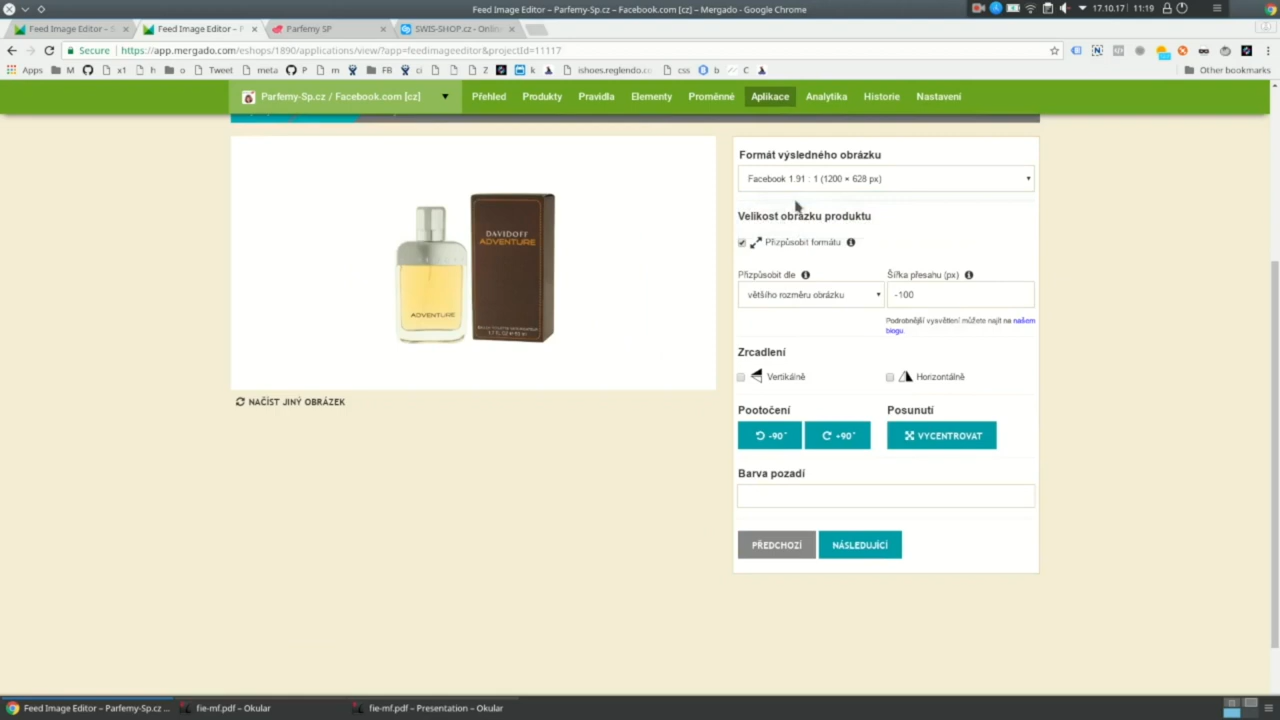 Feed Image Editor – Parfemy-Sp.cz – Facebook.com [cz] – Mergado - Google Chrome
17.10.17
11:19
Feed Image Editor –
Feed Image Editor – P
Parfemy SP
SWIS-SHOP.cz - Onlin
Secure
https://app.mergado.com/eshops/1890/applications/view/?app=feedimageeditor&projectId=11117
Apps
M
x1
h
o
Tweet
meta
P
m
FB
ci
Z
k
ishoes.reglendo.c
css
b
C
Other bookmarks
Parfemy-Sp.cz / Facebook.com [cz]
Přehled
Produkty
Pravidla
Elementy
Proměnné
Aplikace
Analytika
Historie
Nastavení
DAVIDOFF
ADVENTURE
ADVENTURE
NAČÍST JINÝ OBRÁZEK
Formát výsledného obrázku
Facebook 1.91 : 1 (1200 × 628 px)
Velikost obrázku produktu
Přizpůsobit formátu
Přizpůsobit dle
Šířka přesahu (px)
většího rozměru obrázku
-100
Podrobnější vysvětlení můžete najít na našem
blogu.
Zrcadlení
Vertikálně
Horizontálně
Pootočení
Posunutí
-90°
+90°
VYCENTROVAT
Barva pozadí
PŘEDCHOZÍ
NÁSLEDUJÍCÍ
Feed Image Editor – Parfemy-Sp.cz ...
fie-mf.pdf – Okular
fie-mf.pdf – Presentation – Okular